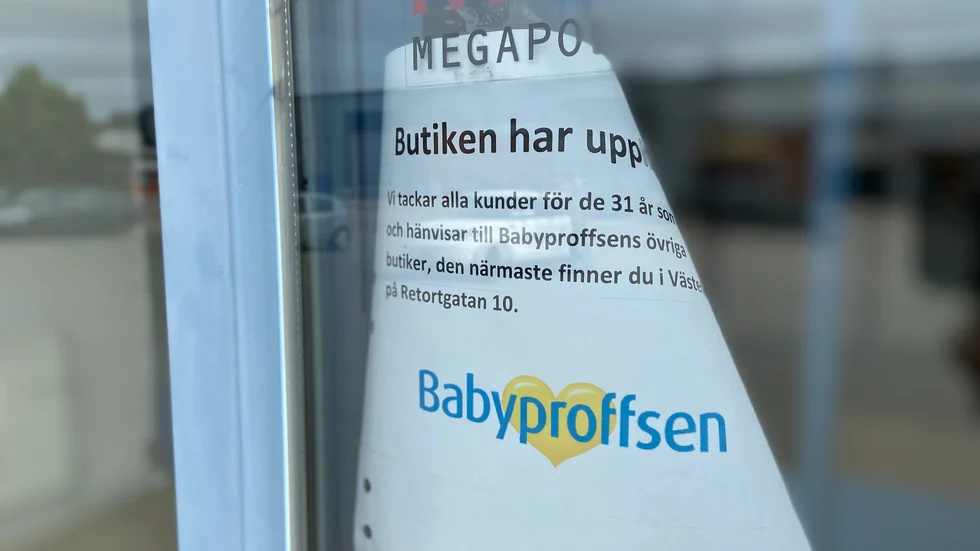 MEGAPO
Butiken har upp
Vi tackar alla kunder för de 31 år som
och hänvisar till Babyproffsens övriga
butiker, den närmaste finner du i Väste
på Retortgatan 10.
Babyproffsen